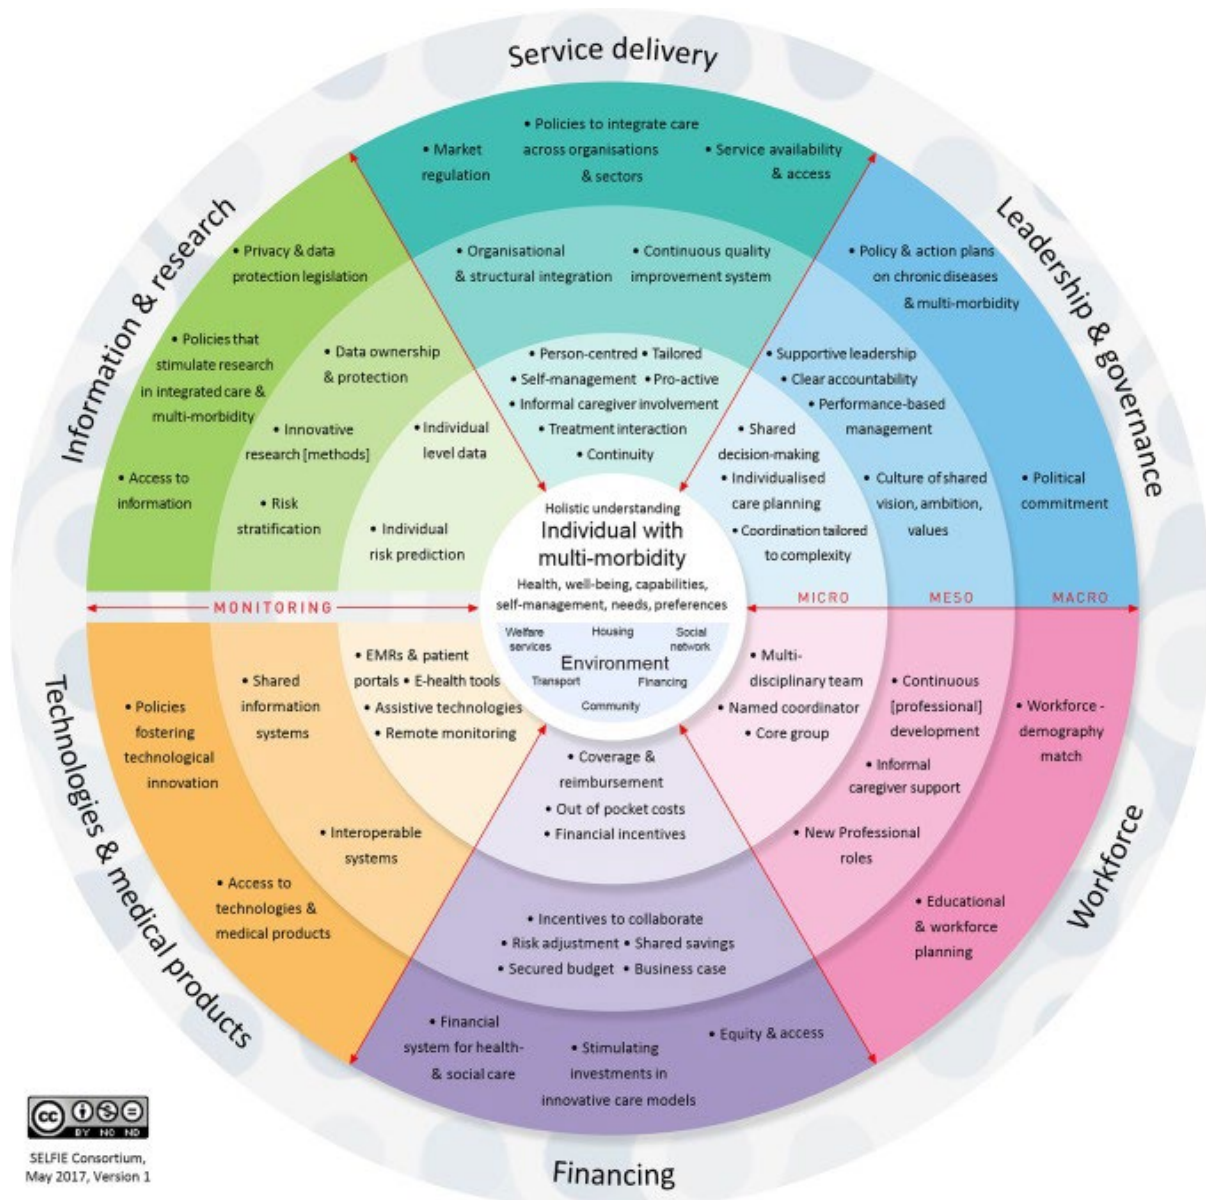 Service delivery
• Policies to integrate care
across organisations
& sectors
• Market
regulation
• Service availability
& access
• Organisational
& structural integration
• Continuous quality
improvement system
• Person-centred • Tailored
• Self-management • Pro-active
• Informal caregiver involvement
• Treatment interaction
• Continuity
Leadership & governance
• Policy & action plans
on chronic diseases
& multi-morbidity
• Political
commitment
• Supportive leadership
• Clear accountability
• Performance-based
management
• Culture of shared
vision, ambition,
values
• Shared
decision-making
• Individualised
care planning
• Coordination tailored
to complexity
Information & research
• Privacy & data
protection legislation
• Policies that
stimulate research
in integrated care &
multi-morbidity
• Access to
information
• Data ownership
& protection
• Innovative
research [methods]
• Risk
stratification
• Individual
level data
• Individual
risk prediction
Holistic understanding
Individual with
multi-morbidity
Health, well-being, capabilities,
self-management, needs, preferences
Welfare
services
Housing
Social
network
Environment
Transport
Financing
Community
MONITORING
MICRO
MESO
MACRO
Technologies & medical products
• Policies
fostering
technological
innovation
• Access to
technologies &
medical products
• Shared
information
systems
• Interoperable
systems
• EMRs & patient
portals • E-health tools
• Assistive technologies
• Remote monitoring
Workforce
• Multi-
disciplinary team
• Named coordinator
• Core group
• Continuous
[professional]
development
• Informal
caregiver support
• New Professional
roles
• Workforce -
demography
match
• Educational
& workforce
planning
• Coverage &
reimbursement
• Out of pocket costs
• Financial incentives
• Incentives to collaborate
• Risk adjustment • Shared savings
• Secured budget • Business case
• Financial
system for health-
& social care
• Stimulating
investments in
innovative care models
• Equity & access
Financing
cc
BY NC ND
SELFIE Consortium,
May 2017, Version 1